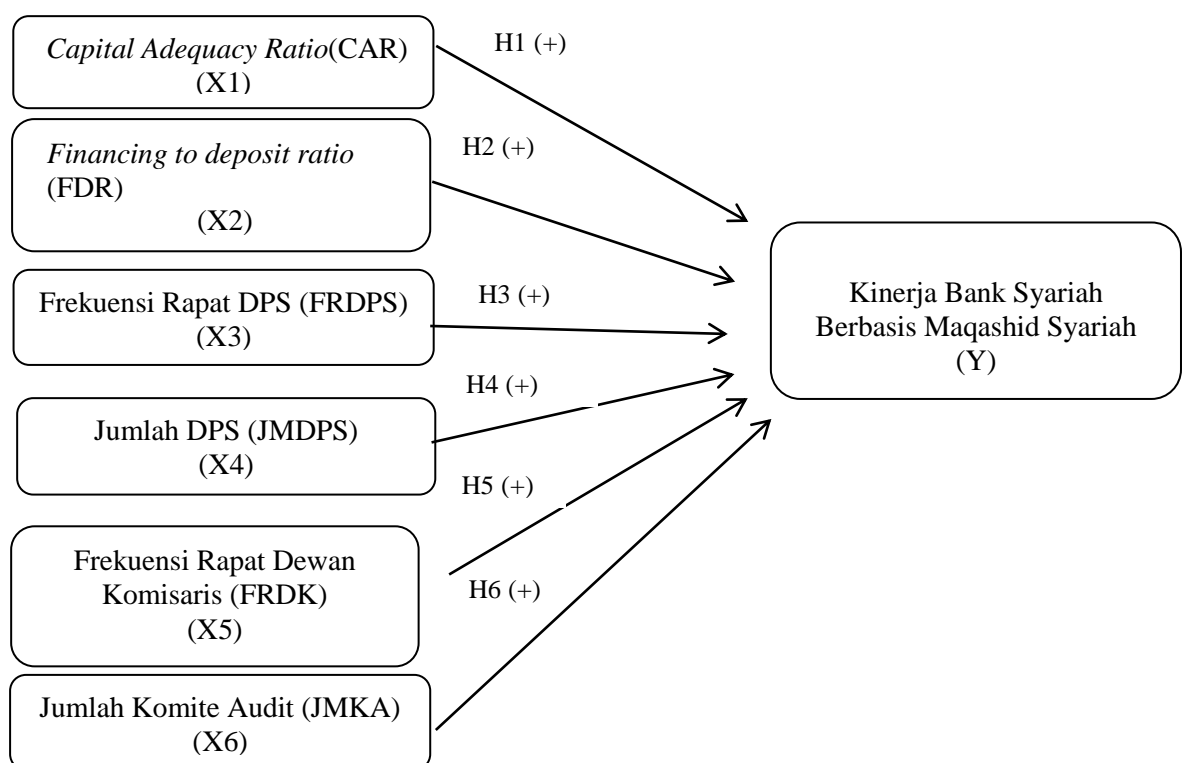 Capital Adequacy Ratio(CAR)
(X1)
H1 (+)
Financing to deposit ratio
(FDR)
(X2)
H2 (+)
Frekuensi Rapat DPS (FRDPS)
(X3)
H3 (+)
Jumlah DPS (JMDPS)
(X4)
H4 (+)
Frekuensi Rapat Dewan
Komisaris (FRDK)
(X5)
H5 (+)
Jumlah Komite Audit (JMKA)
(X6)
H6 (+)
Kinerja Bank Syariah
Berbasis Maqashid Syariah
(Y)